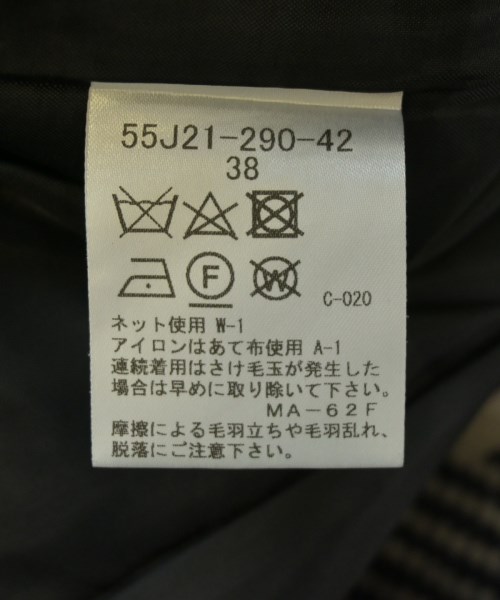 55J21-290-42
38
F
W
C-020
ネット使用 W-1
アイロンはあて布使用 A-1
連続着用はさけ毛玉が発生した
場合は早めに取り除いて下さい。
MA-62F
摩擦による毛羽立ちや毛羽乱れ、
脱落にご注意下さい。